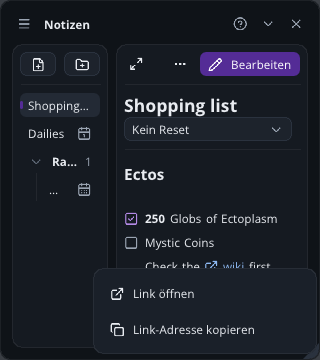 Notizen
Bearbeiten
Shopping...
Dailies
Ra... 1
...
Shopping list
Kein Reset
Ectos
250 Globs of Ectoplasm
Mystic Coins
Check the wiki first
Link öffnen
Link-Adresse kopieren